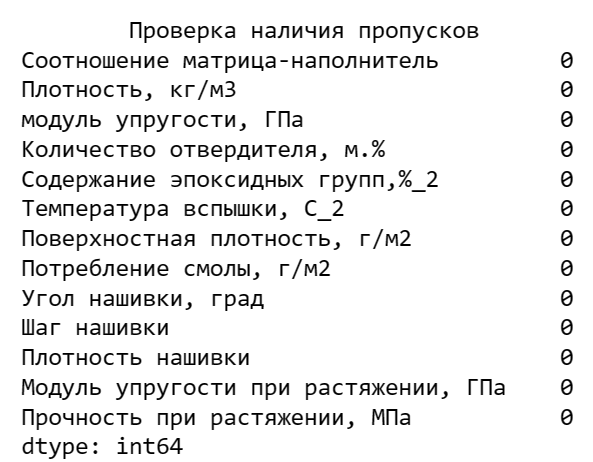 Проверка наличия пропусков
Соотношение матрица-наполнитель 0
Плотность, кг/м3 0
модуль упругости, ГПа 0
Количество отвердителя, м.% 0
Содержание эпоксидных групп,%_2 0
Температура вспышки, С_2 0
Поверхностная плотность, г/м2 0
Потребление смолы, г/м2 0
Угол нашивки, град 0
Шаг нашивки 0
Плотность нашивки 0
Модуль упругости при растяжении, ГПа 0
Прочность при растяжении, МПа 0
dtype: int64